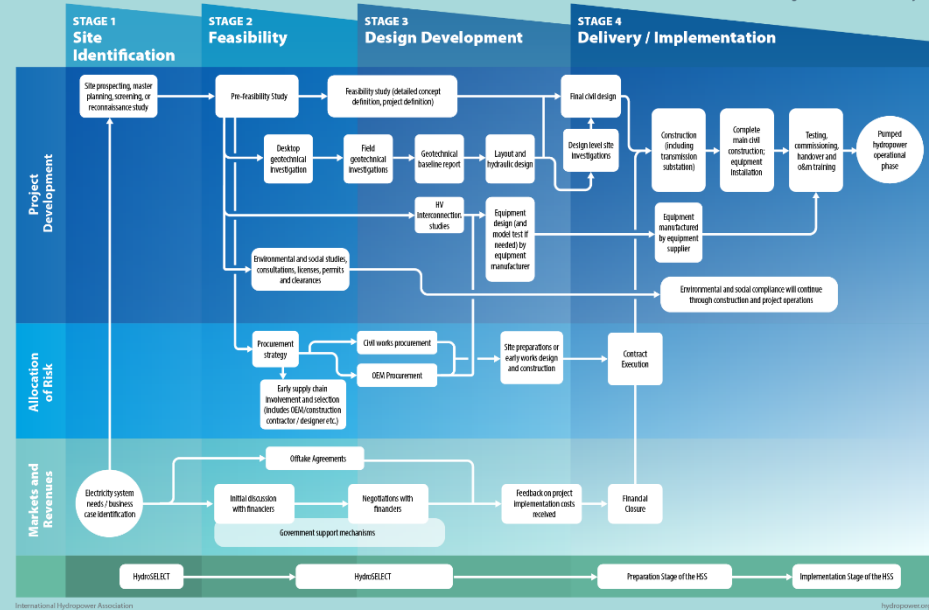 STAGE 1
Site
Identification
STAGE 2
Feasibility
STAGE 3
Design Development
STAGE 4
Delivery / Implementation
Project
Development
Site prospecting, master
planning, screening, or
reconnaissance study
Pre-feasibility Study
Feasibility study (detailed concept
definition, project definition)
Final civil design
Desktop
geotechnical
investigation
Field
geotechnical
investigations
Geotechnical
baseline report
Layout and
hydraulic design
Design level site
investigations
Construction
(including
transmission
substation)
Complete
main civil
construction;
equipment
installation
Testing,
commissioning,
handover and
o&m training
Pumped
hydropower
operational
phase
HV
Interconnection
studies
Equipment
design (and
model test if
needed) by
equipment
manufacturer
Equipment
manufactured
by equipment
supplier
Environmental and social studies,
consultations, licenses, permits
and clearances
Environmental and social compliance will continue
through construction and project operations
Allocation
of Risk
Procurement
strategy
Civil works procurement
OEM Procurement
Site preparations or
early works design
and construction
Contract
Execution
Early supply chain
involvement and selection
(includes OEM/construction
contractor / designer etc.)
Markets and
Revenues
Electricity system
needs / business
case identification
Offtake Agreements
Initial discussion
with financiers
Negotiations with
financiers
Feedback on project
implementation costs
received
Financial
Closure
Government support mechanisms
HydroSELECT
HydroSELECT
Preparation Stage of the HSS
Implementation Stage of the HSS
International Hydropower Association